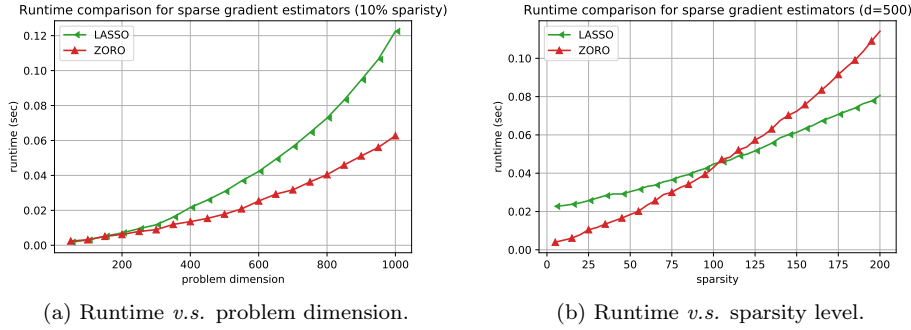 Runtime comparison for sparse gradient estimators (10% sparisty)
LASSO
ZORO
runtime (sec)
0.12
0.10
0.08
0.06
0.04
0.02
0.00
200
400
600
800
1000
problem dimension
(a) Runtime v.s. problem dimension.
Runtime comparison for sparse gradient estimators (d=500)
LASSO
ZORO
runtime (sec)
0.10
0.08
0.06
0.04
0.02
0.00
0
25
50
75
100
125
150
175
200
sparsity
(b) Runtime v.s. sparsity level.